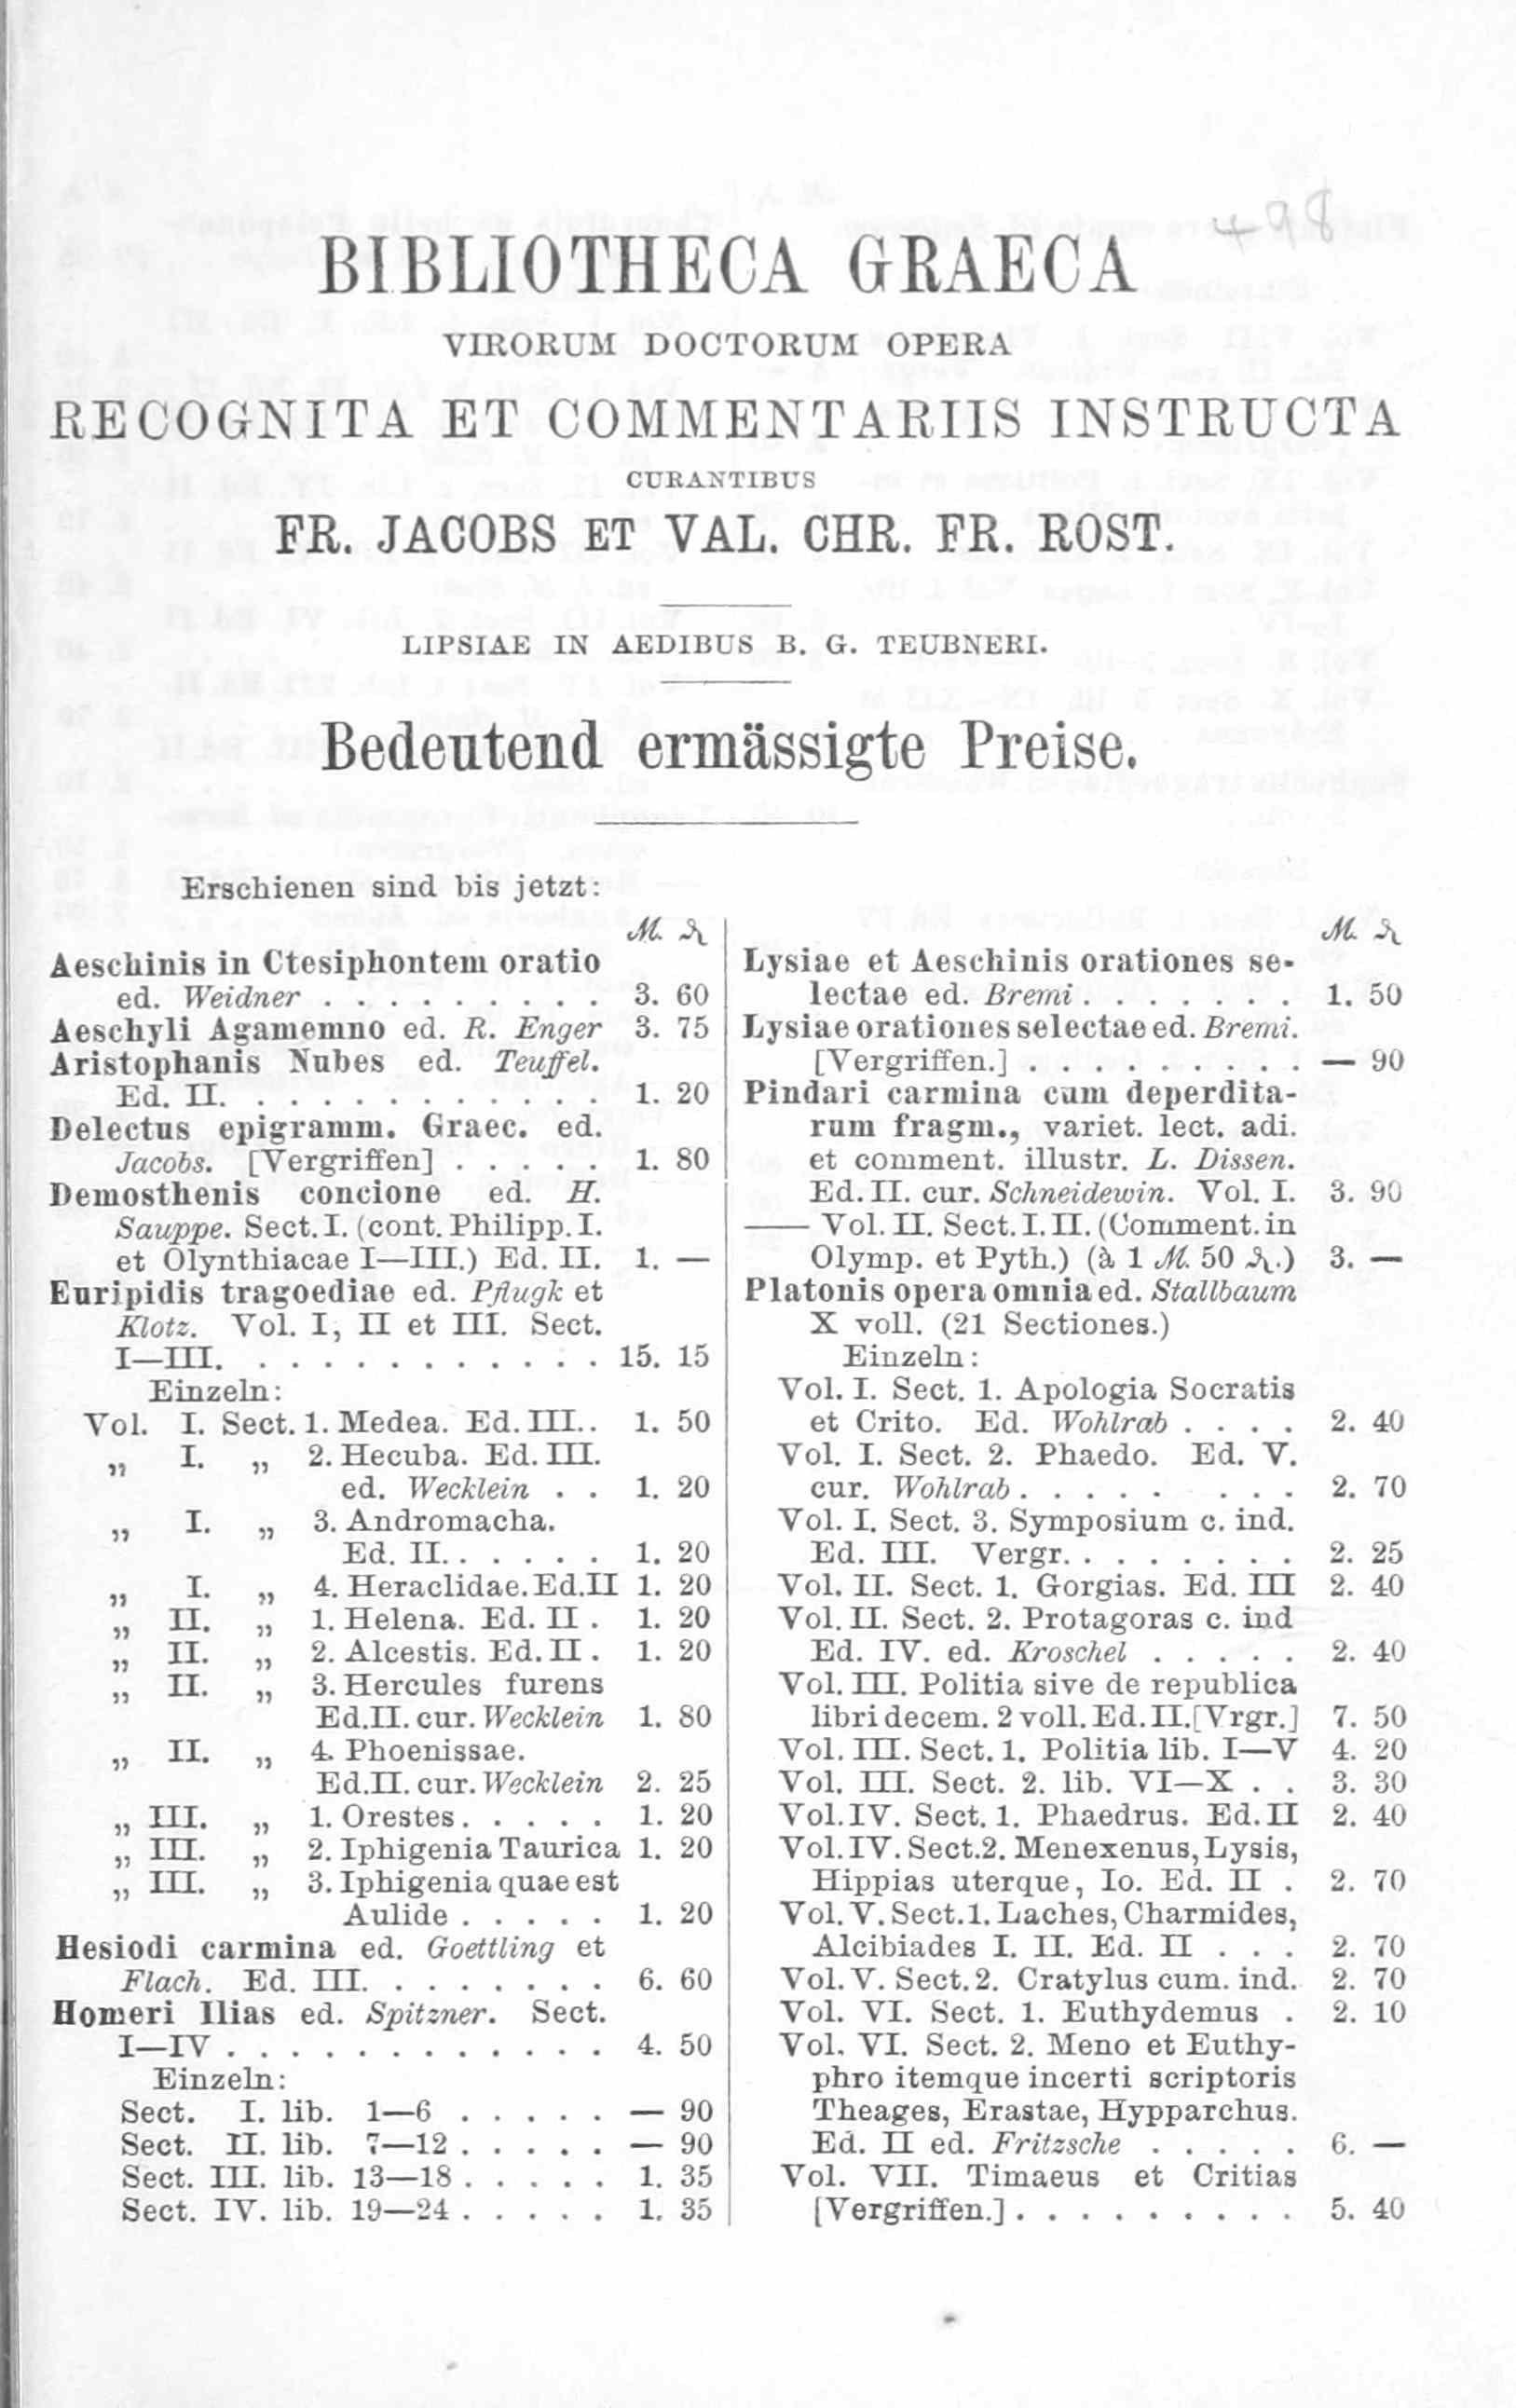 498
BIBLIOTHECA GRAECA
VIRORUM DOCTORUM OPERA
RECOGNITA ET COMMENTARIIS INSTRUCTA
CURANTIBUS
FR. JACOBS ET VAL. CHR. FR. ROST.
LIPSIAE IN AEDIBUS B. G. TEUBNERI.
Bedeutend ermässigte Preise.
Erschienen sind bis jetzt:
ℳ ₰
Aeschinis in Ctesiphontem oratio
ed. Weidner . . . . . . . . . 3. 60
Aeschyli Agamemno ed. R. Enger 3. 75
Aristophanis Nubes ed. Teuffel.
Ed. II. . . . . . . . . . . . . 1. 20
Delectus epigramm. Graec. ed.
Jacobs. [Vergriffen] . . . . . 1. 80
Demosthenis concione ed. H.
Sauppe. Sect. I. (cont. Philipp. I.
et Olynthiacae I—III.) Ed. II. 1. —
Euripidis tragoediae ed. Pflugk et
Klotz. Vol. I, II et III. Sect.
I—III. . . . . . . . . . . . 15. 15
Einzeln:
Vol. I. Sect. 1. Medea. Ed. III. . 1. 50
„ I. „ 2. Hecuba. Ed. III.
ed. Wecklein . . 1. 20
„ I. „ 3. Andromacha.
Ed. II. . . . . . 1. 20
„ I. „ 4. Heraclidae. Ed. II 1. 20
„ II. „ 1. Helena. Ed. II . 1. 20
„ II. „ 2. Alcestis. Ed. II . 1. 20
„ II. „ 3. Hercules furens
Ed. II. cur. Wecklein 1. 80
„ II. „ 4. Phoenissae.
Ed. II. cur. Wecklein 2. 25
„ III. „ 1. Orestes. . . . . 1. 20
„ III. „ 2. Iphigenia Taurica 1. 20
„ III. „ 3. Iphigenia quae est
Aulide . . . . . 1. 20
Hesiodi carmina ed. Goettling et
Flach. Ed. III. . . . . . . . 6. 60
Homeri Ilias ed. Spitzner. Sect.
I—IV . . . . . . . . . . . . 4. 50
Einzeln:
Sect. I. lib. 1—6 . . . . . — 90
Sect. II. lib. 7—12 . . . . . — 90
Sect. III. lib. 13—18 . . . . . 1. 35
Sect. IV. lib. 19—24 . . . . . 1. 35
ℳ ₰
Lysiae et Aeschinis orationes se-
lectae ed. Bremi . . . . . . . 1. 50
Lysiae orationes selectae ed. Bremi.
[Vergriffen.] . . . . . . . . . — 90
Pindari carmina cum deperdita-
rum fragm., variet. lect. adi.
et comment. illustr. L. Dissen.
Ed. II. cur. Schneidewin. Vol. I. 3. 90
—— Vol. II. Sect. I. II. (Comment. in
Olymp. et Pyth.) (à 1 ℳ 50 ₰.) 3. —
Platonis opera omnia ed. Stallbaum
X voll. (21 Sectiones.)
Einzeln:
Vol. I. Sect. 1. Apologia Socratis
et Crito. Ed. Wohlrab . . . . 2. 40
Vol. I. Sect. 2. Phaedo. Ed. V.
cur. Wohlrab . . . . . . . . 2. 70
Vol. I. Sect. 3. Symposium c. ind.
Ed. III. Vergr. . . . . . . . 2. 25
Vol. II. Sect. 1. Gorgias. Ed. III 2. 40
Vol. II. Sect. 2. Protagoras c. ind
Ed. IV. ed. Kroschel . . . . . 2. 40
Vol. III. Politia sive de republica
libri decem. 2 voll. Ed. II. [Vrgr.] 7. 50
Vol. III. Sect. 1. Politia lib. I—V 4. 20
Vol. III. Sect. 2. lib. VI—X . . 3. 30
Vol. IV. Sect. 1. Phaedrus. Ed. II 2. 40
Vol. IV. Sect. 2. Menexenus, Lysis,
Hippias uterque, Io. Ed. II . 2. 70
Vol. V. Sect. 1. Laches, Charmides,
Alcibiades I. II. Ed. II . . . 2. 70
Vol. V. Sect. 2. Cratylus cum. ind. 2. 70
Vol. VI. Sect. 1. Euthydemus . 2. 10
Vol. VI. Sect. 2. Meno et Euthy-
phro itemque incerti scriptoris
Theages, Erastae, Hypparchus.
Ed. II ed. Fritzsche . . . . . 6. —
Vol. VII. Timaeus et Critias
[Vergriffen.] . . . . . . . . . 5. 40